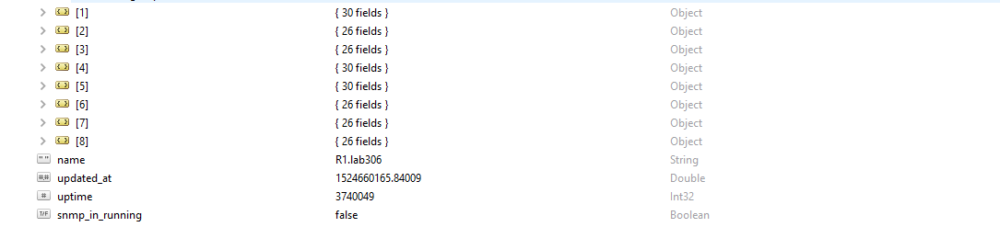 [1] { 30 fields } Object
[2] { 26 fields } Object
[3] { 26 fields } Object
[4] { 30 fields } Object
[5] { 30 fields } Object
[6] { 26 fields } Object
[7] { 26 fields } Object
[8] { 26 fields } Object
" " name R1.lab306 String
#.# updated_at 1524660165.84009 Double
# uptime 3740049 Int32
T/F snmp_in_running false Boolean